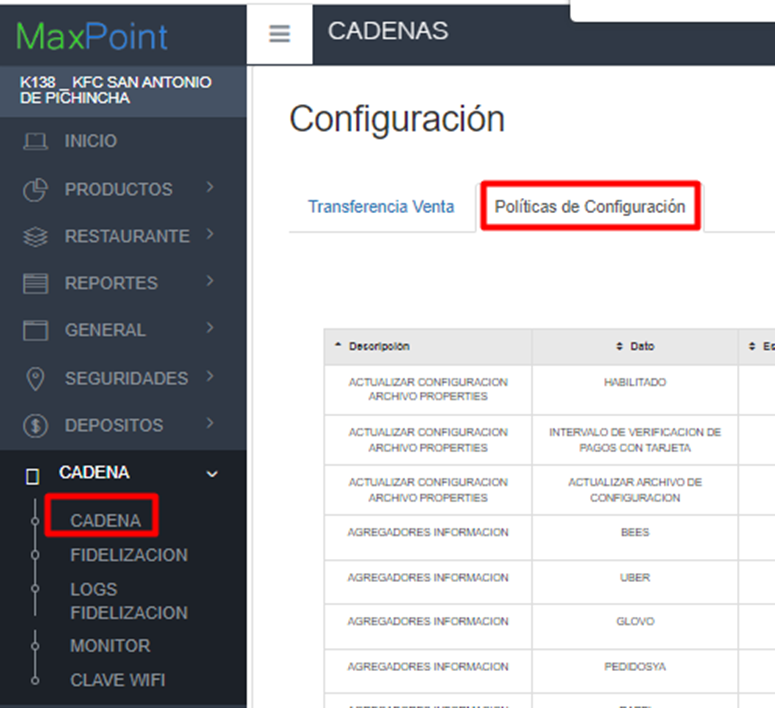 MaxPoint
CADENAS
K138 _ KFC SAN ANTONIO
DE PICHINCHA
INICIO
PRODUCTOS
RESTAURANTE
REPORTES
GENERAL
SEGURIDADES
DEPOSITOS
CADENA
CADENA
FIDELIZACION
LOGS
FIDELIZACION
MONITOR
CLAVE WIFI
Configuración
Transferencia Venta
Políticas de Configuración
Descripción Dato Es
ACTUALIZAR CONFIGURACION
ARCHIVO PROPERTIES
HABILITADO
ACTUALIZAR CONFIGURACION
ARCHIVO PROPERTIES
INTERVALO DE VERIFICACION DE
PAGOS CON TARJETA
ACTUALIZAR CONFIGURACION
ARCHIVO PROPERTIES
ACTUALIZAR ARCHIVO DE
CONFIGURACION
AGREGADORES INFORMACION BEES
AGREGADORES INFORMACION UBER
AGREGADORES INFORMACION GLOVO
AGREGADORES INFORMACION PEDIDOSYA
AGREGADORES INFORMACION